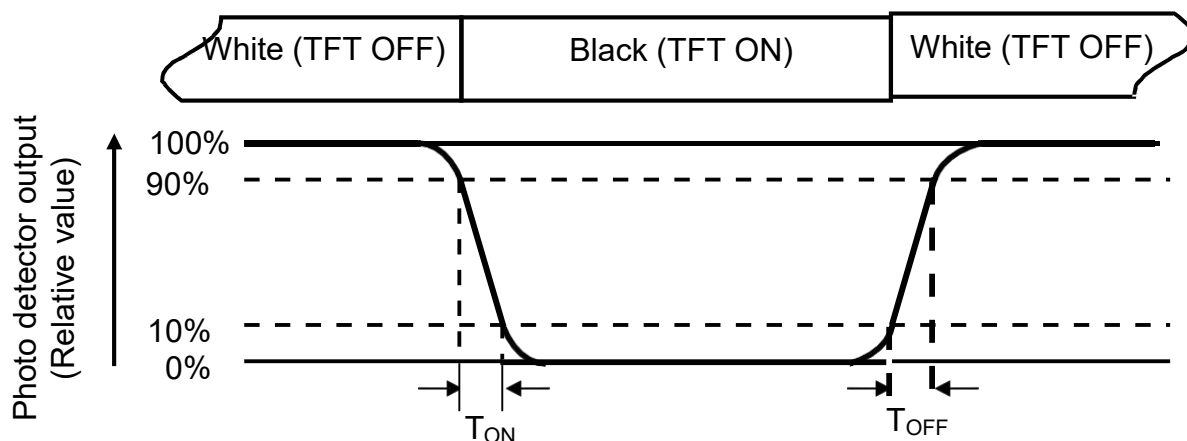 White (TFT OFF)
Black (TFT ON)
White (TFT OFF)
Photo detector output
(Relative value)
100%
90%
10%
0%
TON
TOFF